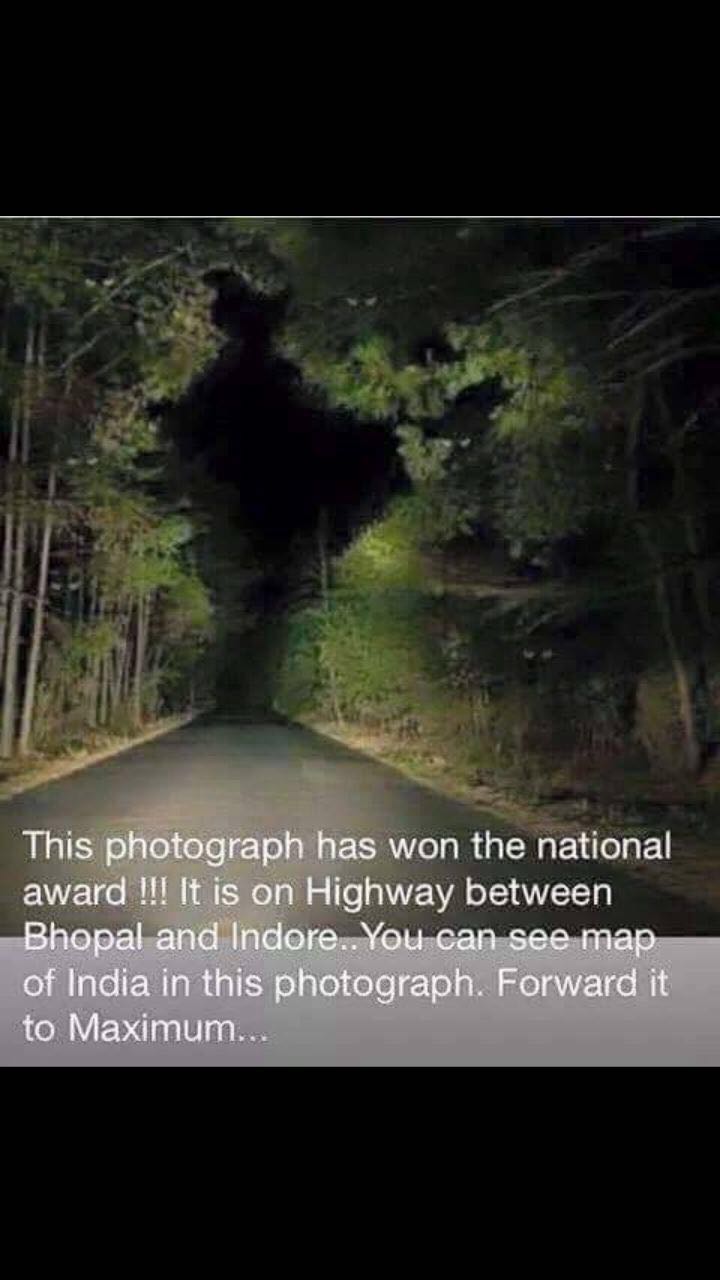 This photograph has won the national
award !!! It is on Highway between
Bhopal and Indore..You can see map
of India in this photograph. Forward it
to Maximum...